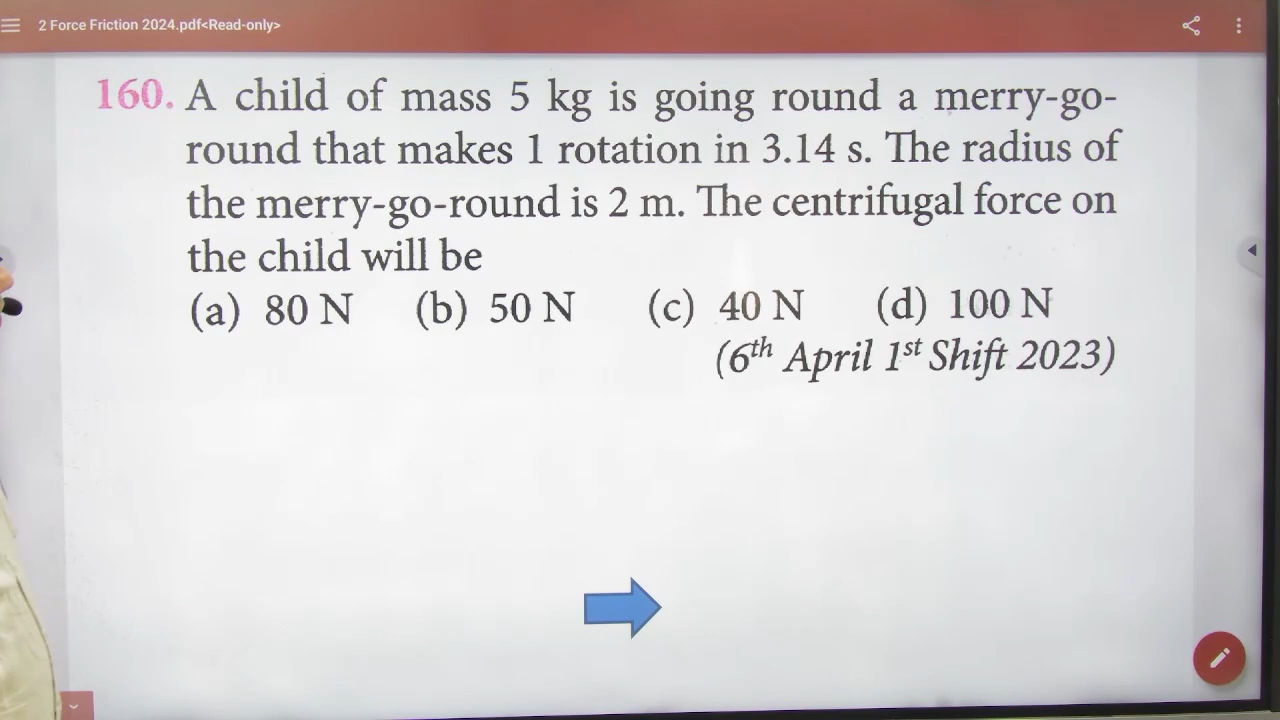 2 Force Friction 2024.pdf<Read-only>
160. A child of mass 5 kg is going round a merry-go-
round that makes 1 rotation in 3.14 s. The radius of
the merry-go-round is 2 m. The centrifugal force on
the child will be
(a) 80 N (b) 50 N (c) 40 N (d) 100 N
(6th April 1st Shift 2023)